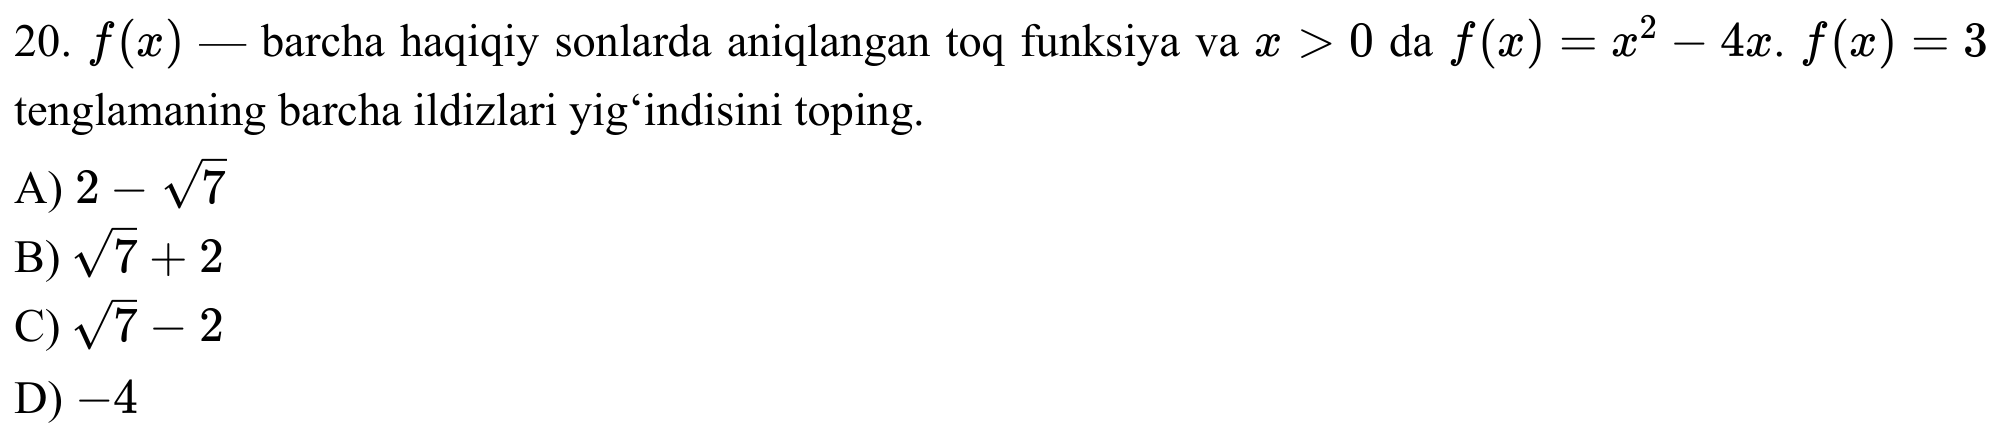 20. f(x) — barcha haqiqiy sonlarda aniqlangan toq funksiya va x > 0 da f(x) = x² − 4x. f(x) = 3
tenglamaning barcha ildizlari yig‘indisini toping.
A) 2 − √7
B) √7 + 2
C) √7 − 2
D) −4